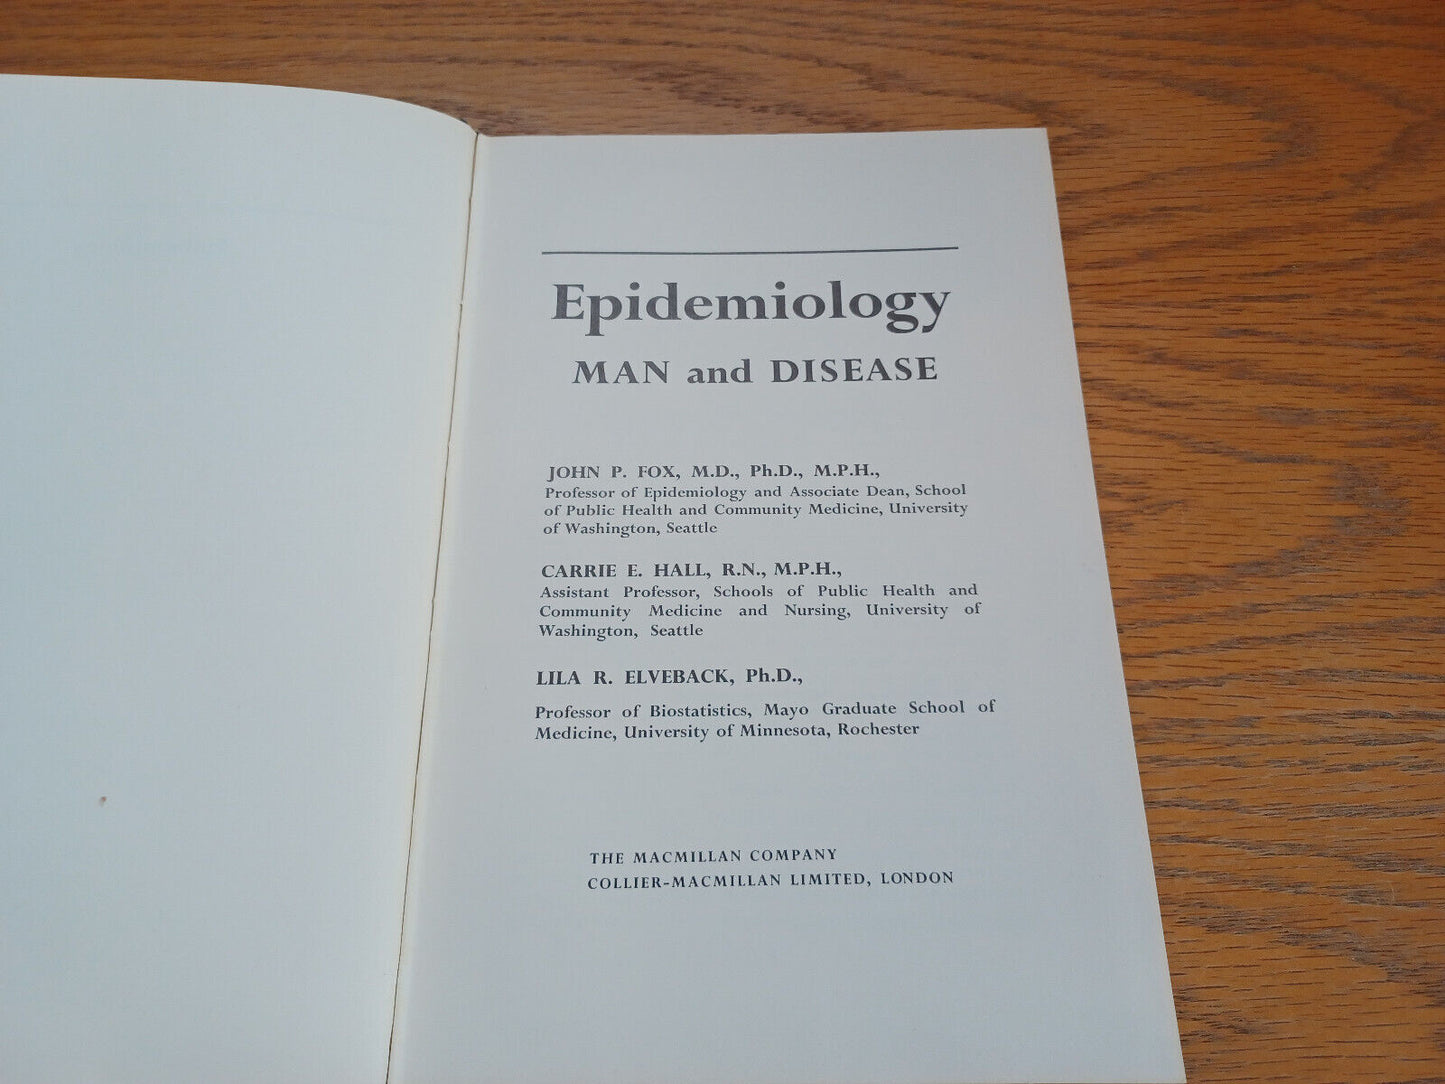 Epidemiology
MAN and DISEASE
JOHN P. FOX, M.D., Ph.D., M.P.H.,
Professor of Epidemiology and Associate Dean, School
of Public Health and Community Medicine, University
of Washington, Seattle
CARRIE E. HALL, R.N., M.P.H.,
Assistant Professor, Schools of Public Health and
Community Medicine and Nursing, University of
Washington, Seattle
LILA R. ELVEBACK, Ph.D.,
Professor of Biostatistics, Mayo Graduate School of
Medicine, University of Minnesota, Rochester
THE MACMILLAN COMPANY
COLLIER-MACMILLAN LIMITED, LONDON